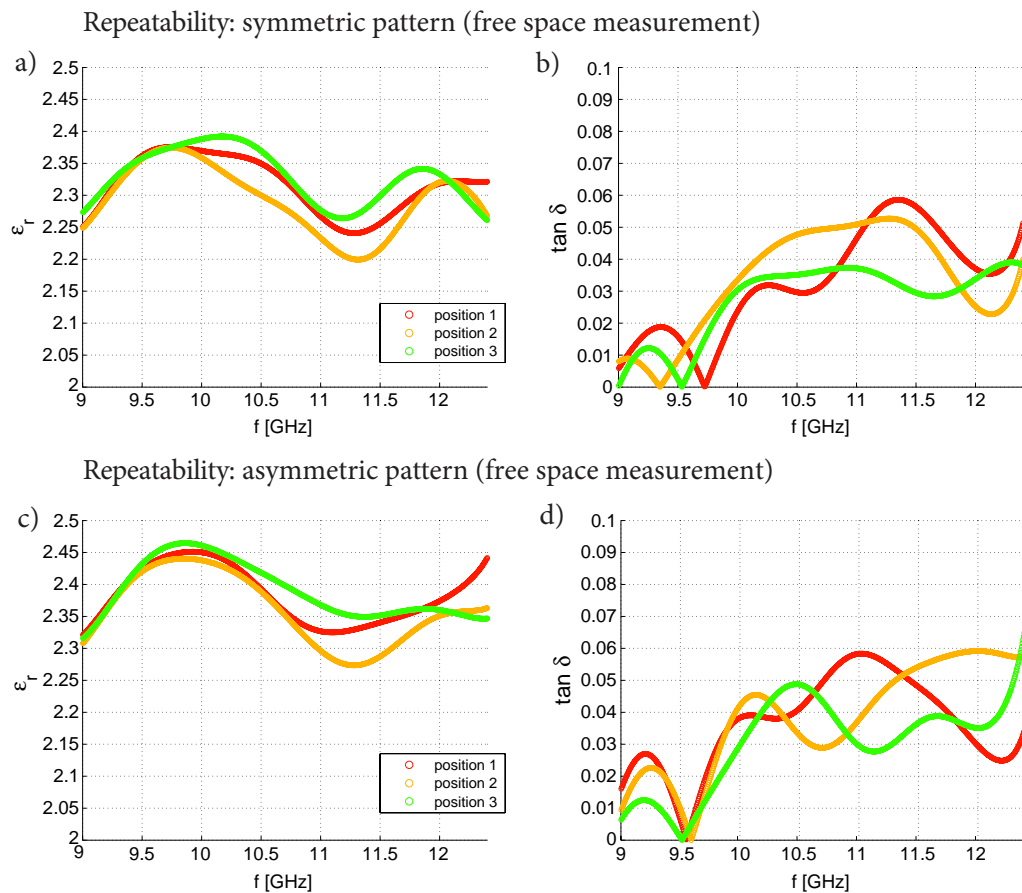 Repeatability: symmetric pattern (free space measurement)
a)
2.5
2.45
2.4
2.35
2.3
2.25
2.2
2.15
2.1
2.05
2
ε_r
9 9.5 10 10.5 11 11.5 12
f [GHz]
position 1
position 2
position 3
b)
0.1
0.09
0.08
0.07
0.06
0.05
0.04
0.03
0.02
0.01
0
tan δ
9 9.5 10 10.5 11 11.5 12
f [GHz]
Repeatability: asymmetric pattern (free space measurement)
c)
2.5
2.45
2.4
2.35
2.3
2.25
2.2
2.15
2.1
2.05
2
ε_r
9 9.5 10 10.5 11 11.5 12
f [GHz]
position 1
position 2
position 3
d)
0.1
0.09
0.08
0.07
0.06
0.05
0.04
0.03
0.02
0.01
0
tan δ
9 9.5 10 10.5 11 11.5 12
f [GHz]